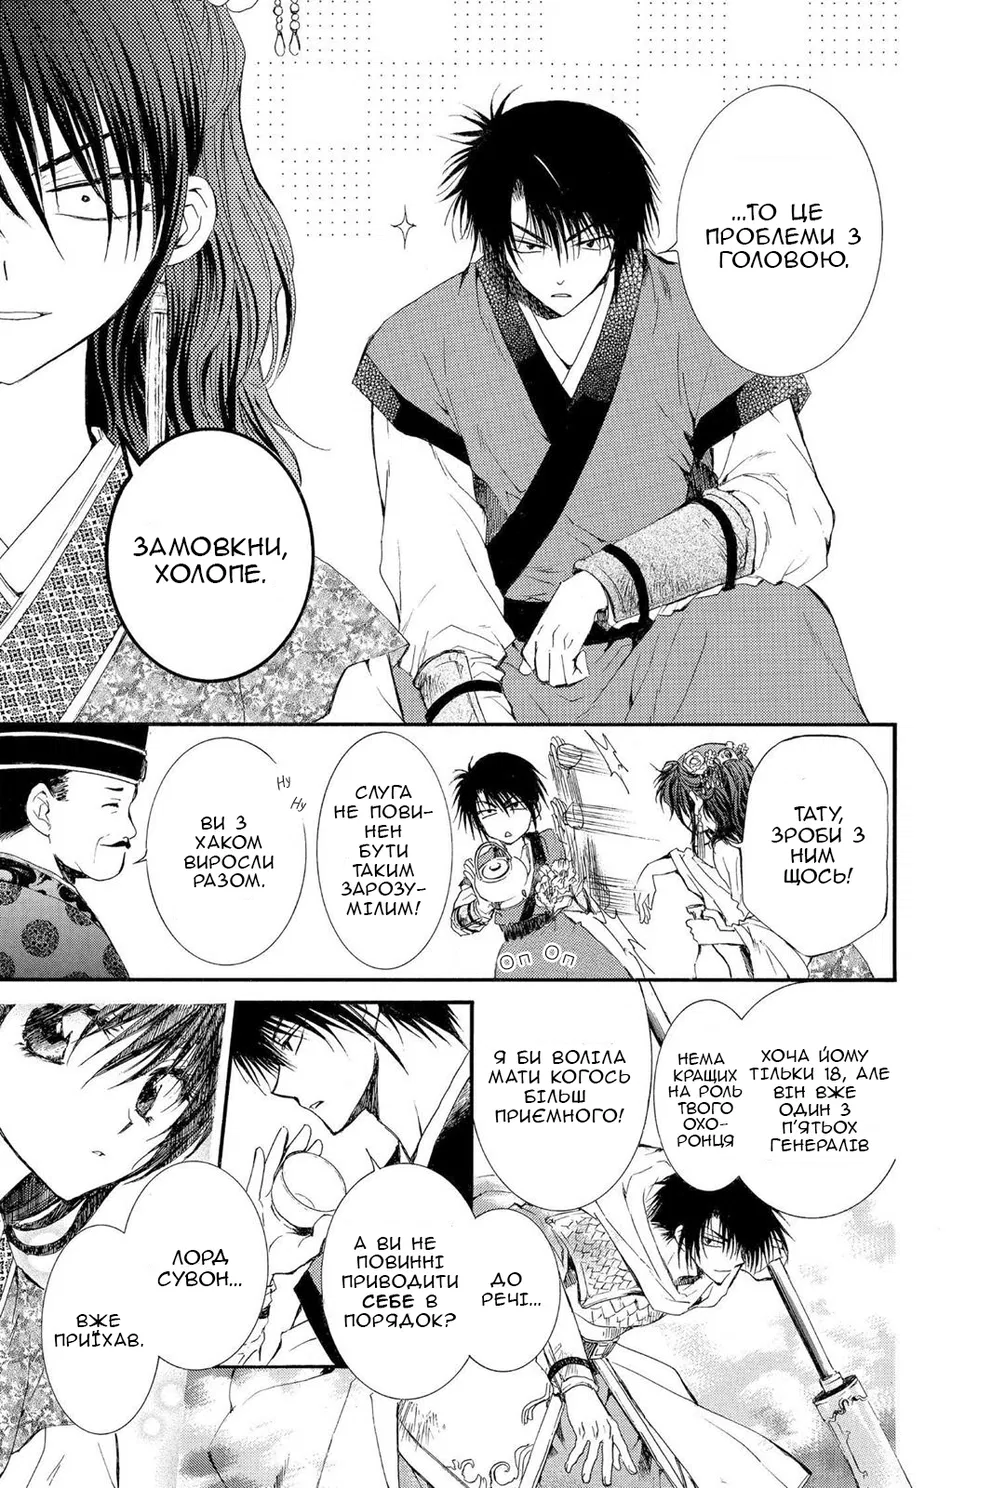 ...ТО ЦЕ
ПРОБЛЕМИ З
ГОЛОВОЮ.
ЗАМОВКНИ,
ХОЛОПЕ.
ТАТУ,
ЗРОБИ З
НИМ
ЩОСЬ!
Оп Оп
СЛУГА
НЕ ПОВИ-
НЕН
БУТИ
ТАКИМ
ЗАРОЗУ-
МІЛИМ!
Ну
Ну
ВИ З
ХАКОМ
ВИРОСЛИ
РАЗОМ.
ХОЧА ЙОМУ
ТІЛЬКИ 18, АЛЕ
ВІН ВЖЕ
ОДИН З
П'ЯТЬОХ
ГЕНЕРАЛІВ
НЕМА
КРАЩИХ
НА РОЛЬ
ТВОГО
ОХО-
РОНЦЯ
Я БИ ВОЛІЛА
МАТИ КОГОСЬ
БІЛЬШ
ПРИЄМНОГО!
ДО
РЕЧІ...
А ВИ НЕ
ПОВИННІ
ПРИВОДИТИ
СЕБЕ В
ПОРЯДОК?
ЛОРД
СУВОН...
ВЖЕ
ПРИЇХАВ.